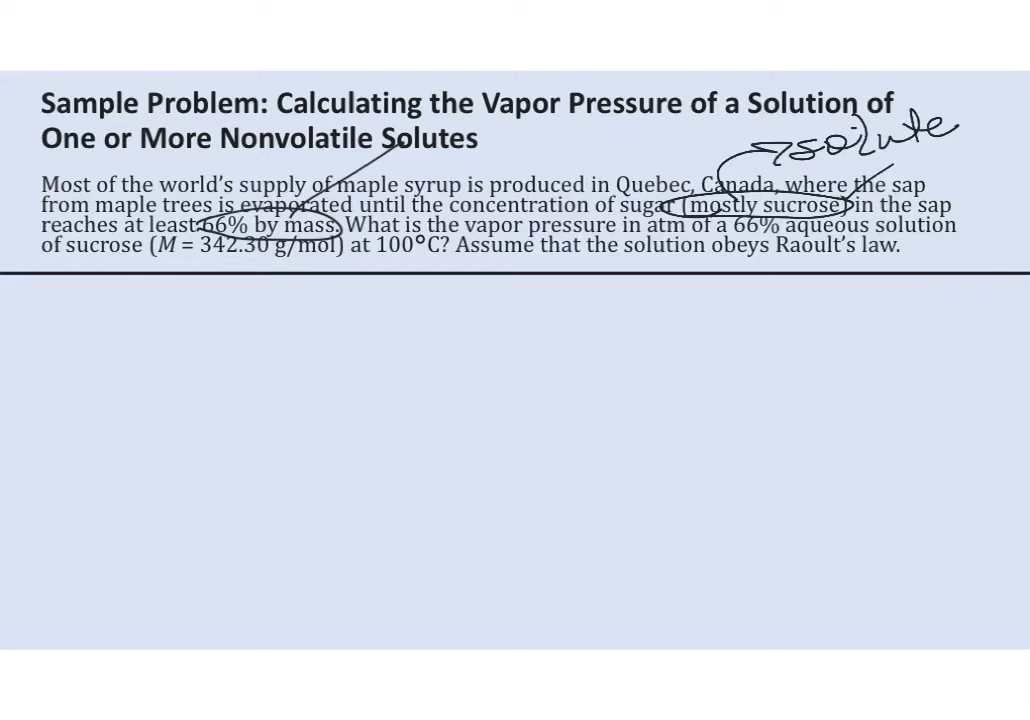 Sample Problem: Calculating the Vapor Pressure of a Solution of
One or More Nonvolatile Solutes
solute
Most of the world's supply of maple syrup is produced in Quebec, Canada, where the sap
from maple trees is evaporated until the concentration of sugar (mostly sucrose) in the sap
reaches at least 66% by mass. What is the vapor pressure in atm of a 66% aqueous solution
of sucrose (M = 342.30 g/mol) at 100°C? Assume that the solution obeys Raoult's law.